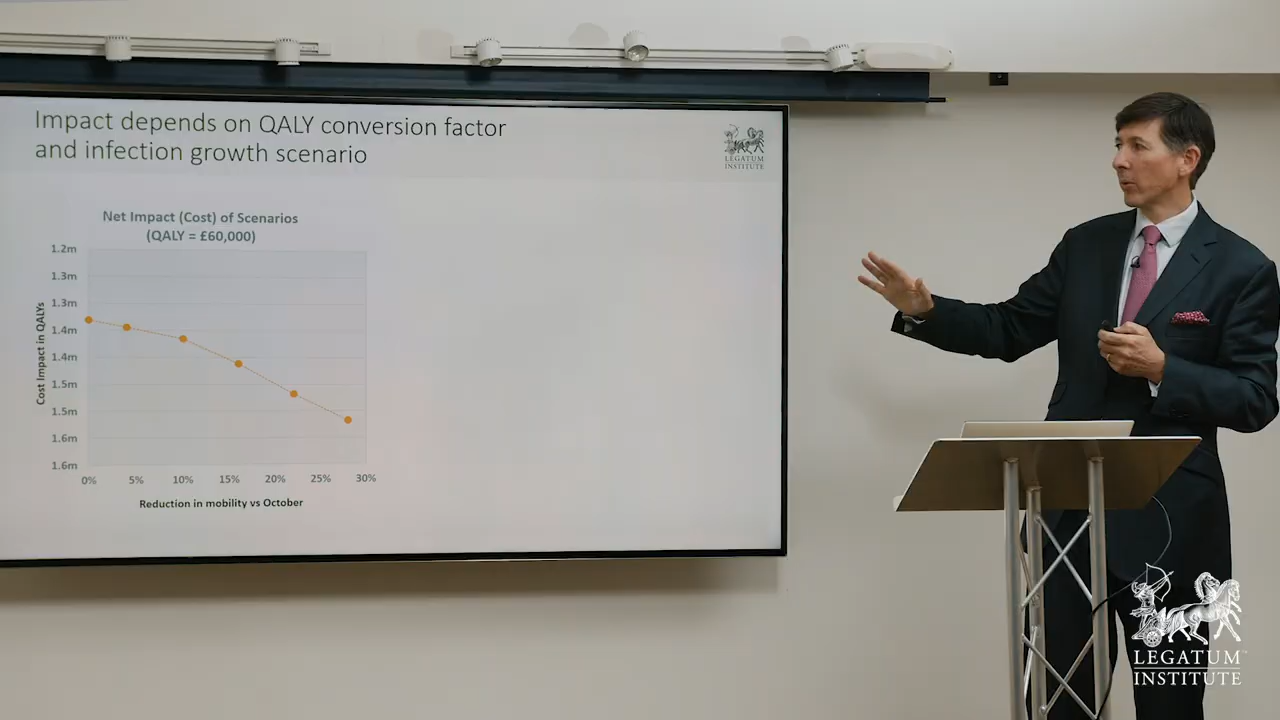 Impact depends on QALY conversion factor
and infection growth scenario
LEGATUM
INSTITUTE
Net Impact (Cost) of Scenarios
(QALY = £60,000)
Cost Impact in QALYs
1.2m
1.3m
1.3m
1.4m
1.4m
1.5m
1.5m
1.6m
1.6m
0% 5% 10% 15% 20% 25% 30%
Reduction in mobility vs October
LEGATUM™
INSTITUTE